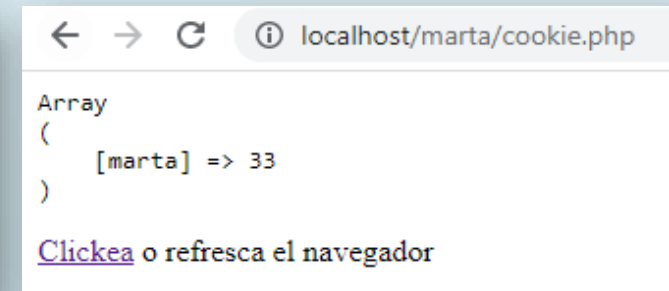 localhost/marta/cookie.php
Array
(
[marta] => 33
)
Clickea o refresca el navegador